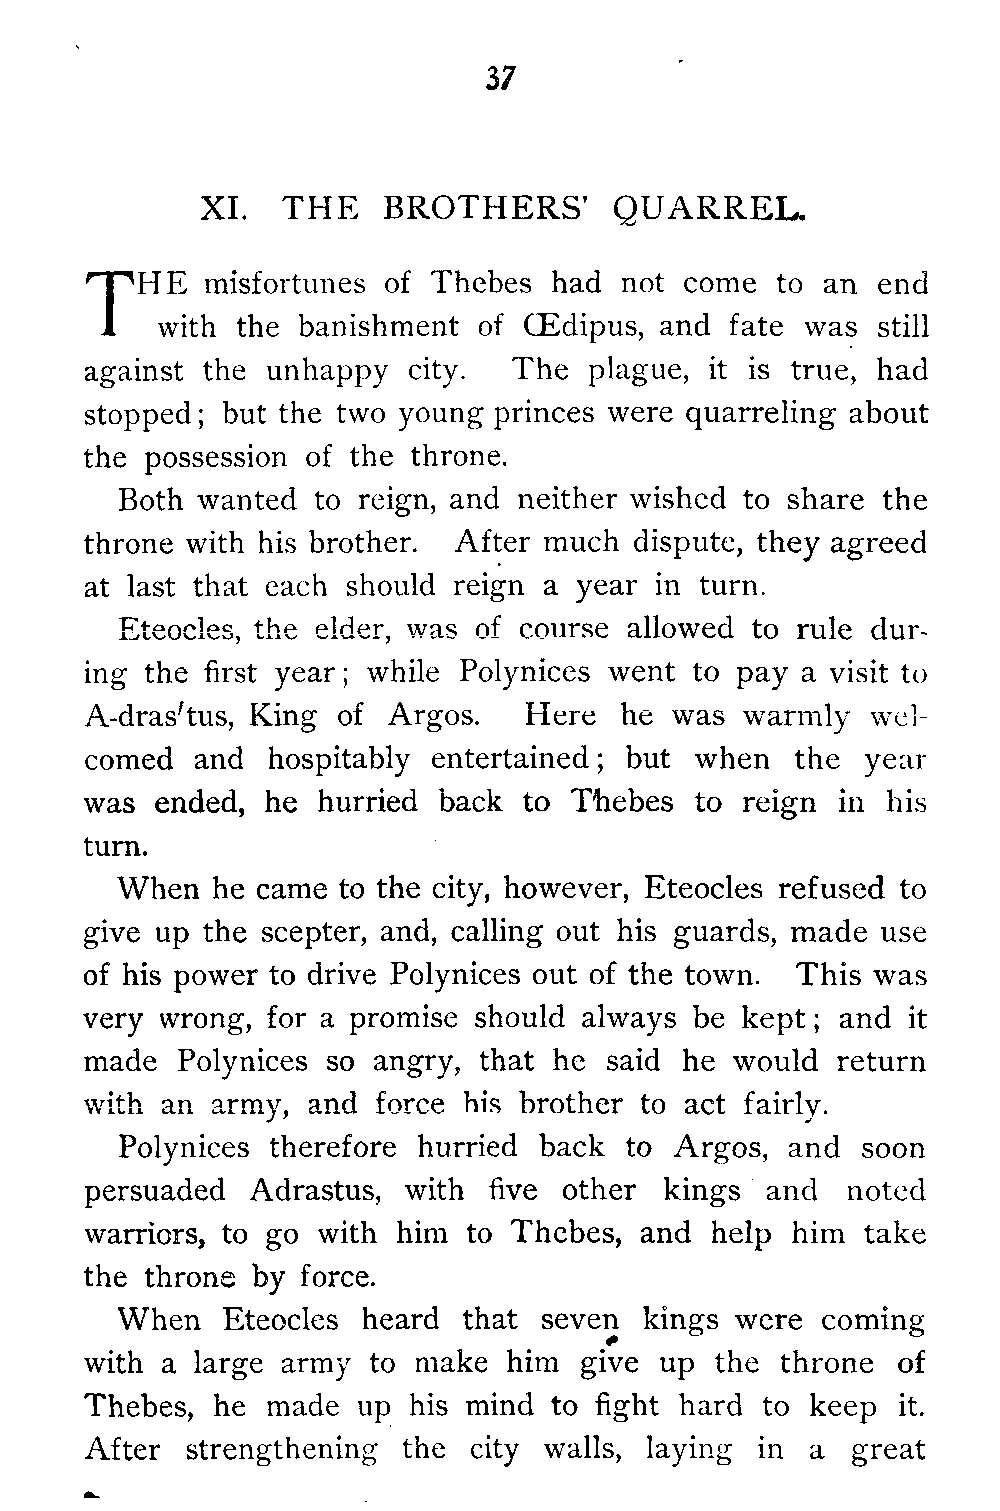 37
XI. THE BROTHERS' QUARREL.
THE misfortunes of Thebes had not come to an end
with the banishment of Œdipus, and fate was still
against the unhappy city. The plague, it is true, had
stopped; but the two young princes were quarreling about
the possession of the throne.
Both wanted to reign, and neither wished to share the
throne with his brother. After much dispute, they agreed
at last that each should reign a year in turn.
Eteocles, the elder, was of course allowed to rule dur-
ing the first year; while Polynices went to pay a visit to
A-dras'tus, King of Argos. Here he was warmly wel-
comed and hospitably entertained; but when the year
was ended, he hurried back to Thebes to reign in his
turn.
When he came to the city, however, Eteocles refused to
give up the scepter, and, calling out his guards, made use
of his power to drive Polynices out of the town. This was
very wrong, for a promise should always be kept; and it
made Polynices so angry, that he said he would return
with an army, and force his brother to act fairly.
Polynices therefore hurried back to Argos, and soon
persuaded Adrastus, with five other kings and noted
warriors, to go with him to Thebes, and help him take
the throne by force.
When Eteocles heard that seven kings were coming
with a large army to make him give up the throne of
Thebes, he made up his mind to fight hard to keep it.
After strengthening the city walls, laying in a great